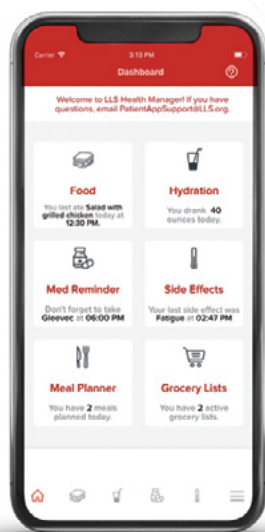 Carrier 3:13 PM
Dashboard
Welcome to LLS Health Manager! If you have
questions, email PatientAppSupport@LLS.org.
Food
You last ate Salad with
grilled chicken today at
12:30 PM.
Hydration
You drank 40
ounces today.
Med Reminder
Don't forget to take
Gleevec at 06:00 PM
Side Effects
Your last side effect was
Fatigue at 02:47 PM
Meal Planner
You have 2 meals
planned today.
Grocery Lists
You have 2 active
grocery lists.